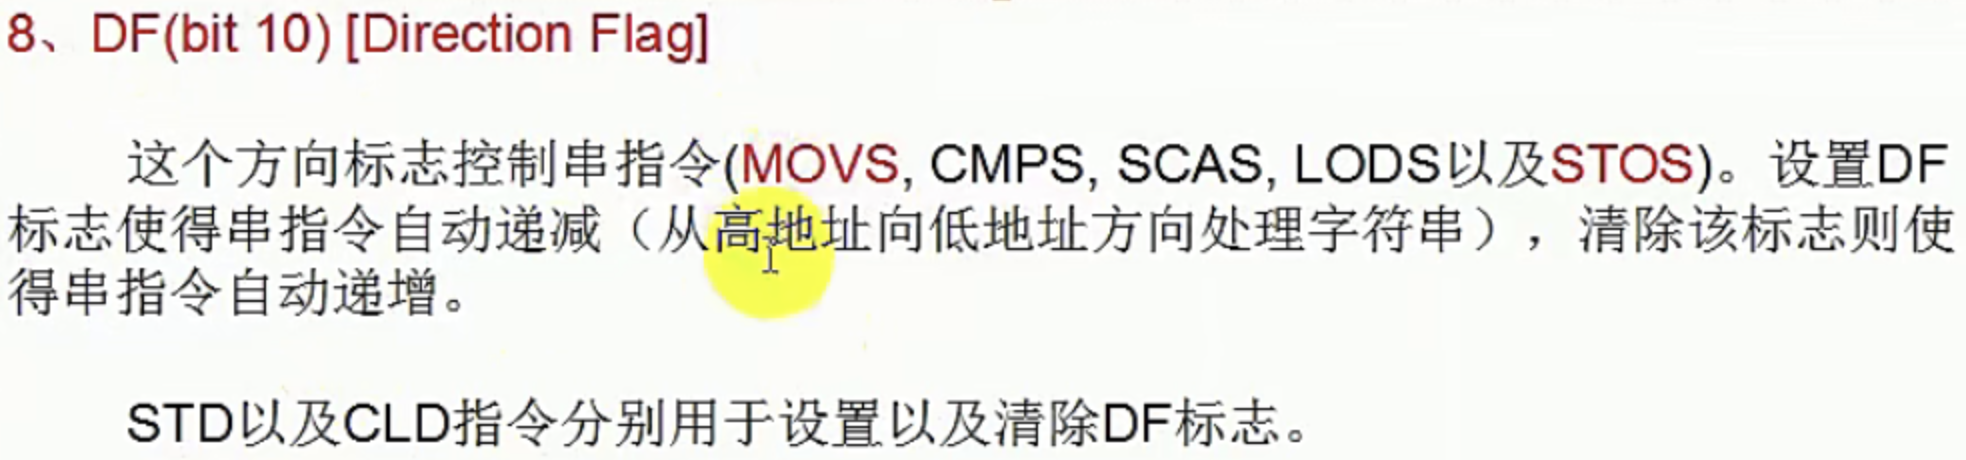 8、DF(bit 10) [Direction Flag]
这个方向标志控制串指令(MOVS, CMPS, SCAS, LODS以及STOS)。设置DF
标志使得串指令自动递减（从高地址向低地址方向处理字符串），清除该标志则使
得串指令自动递增。
STD以及CLD指令分别用于设置以及清除DF标志。